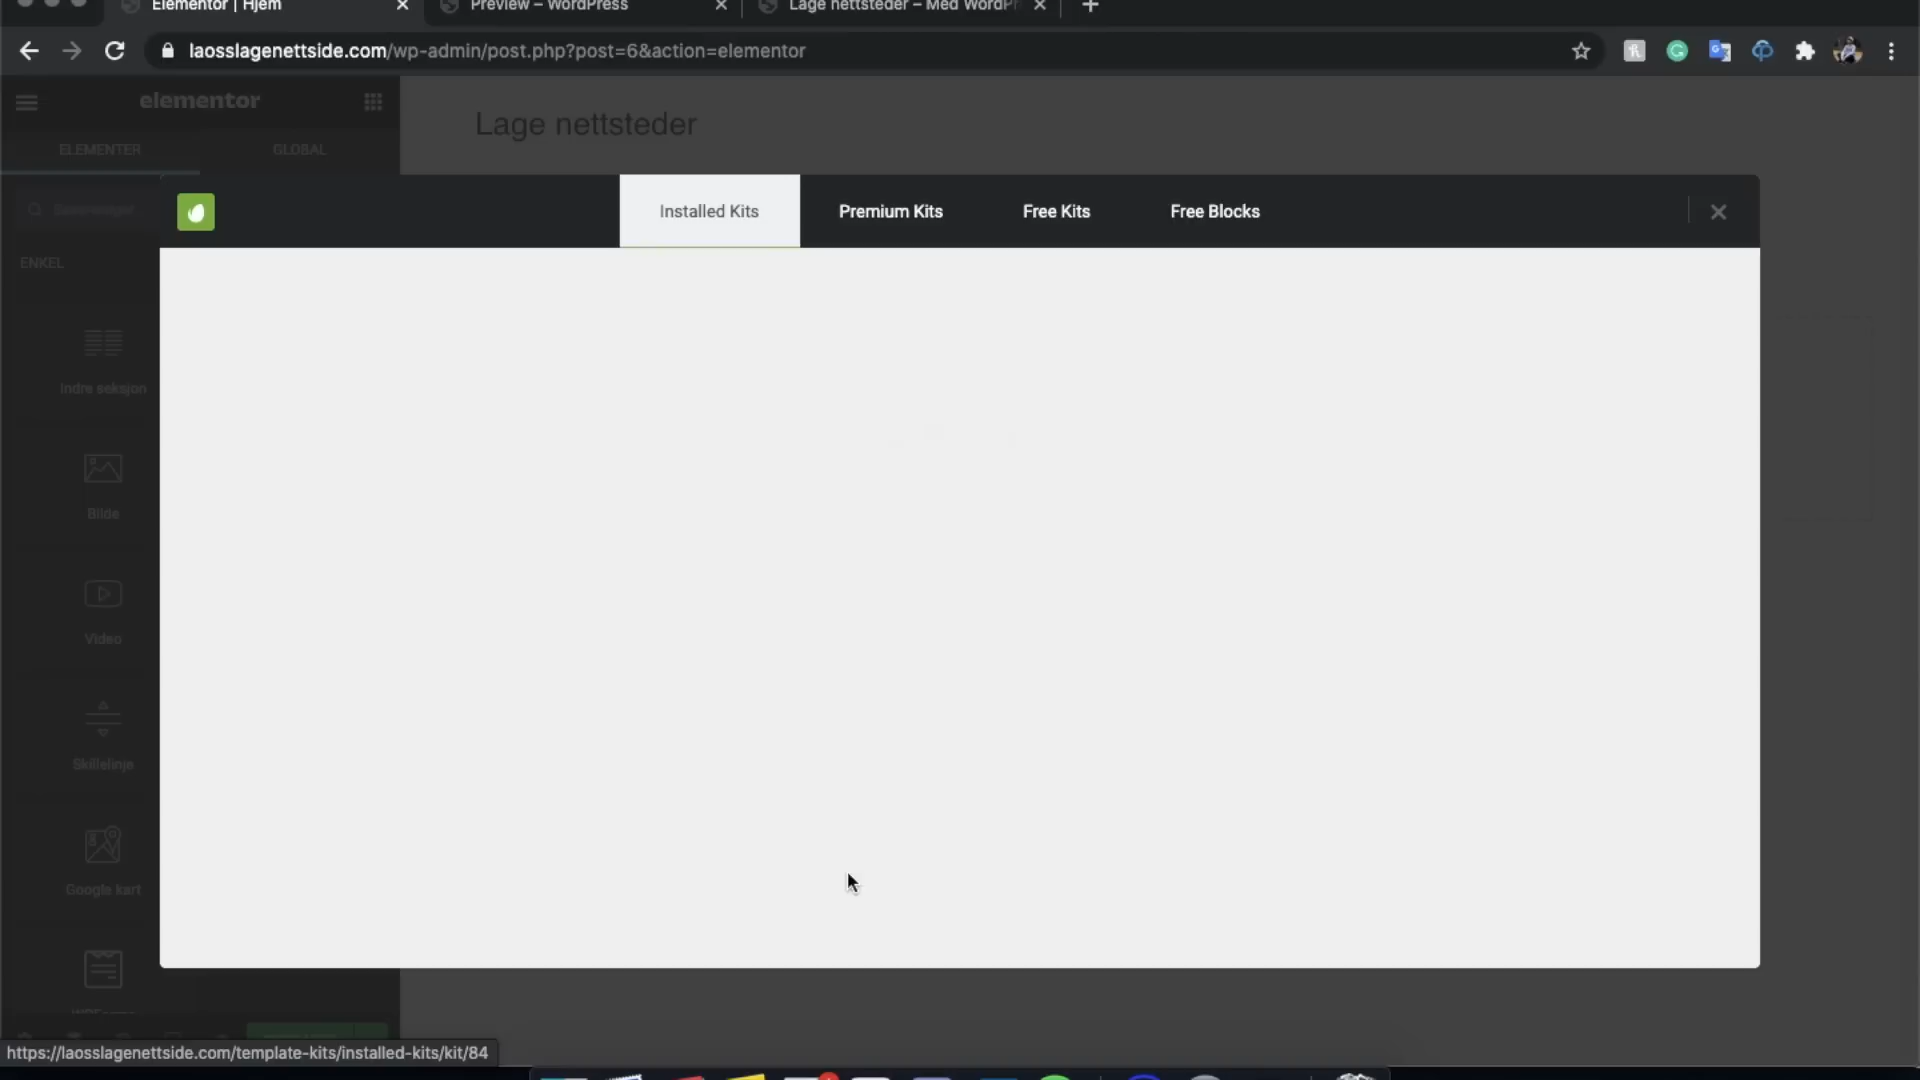 Elementor | Hjem
Preview – WordPress
Lage nettsteder – Med WordPr
laosslagenettside.com/wp-admin/post.php?post=6&action=elementor
elementor
Lage nettsteder
ELEMENTER
GLOBAL
Installed Kits
Premium Kits
Free Kits
Free Blocks
ENKEL
Indre seksjon
Bilde
Video
Skillelinje
Google kart
https://laosslagenettside.com/template-kits/installed-kits/kit/84